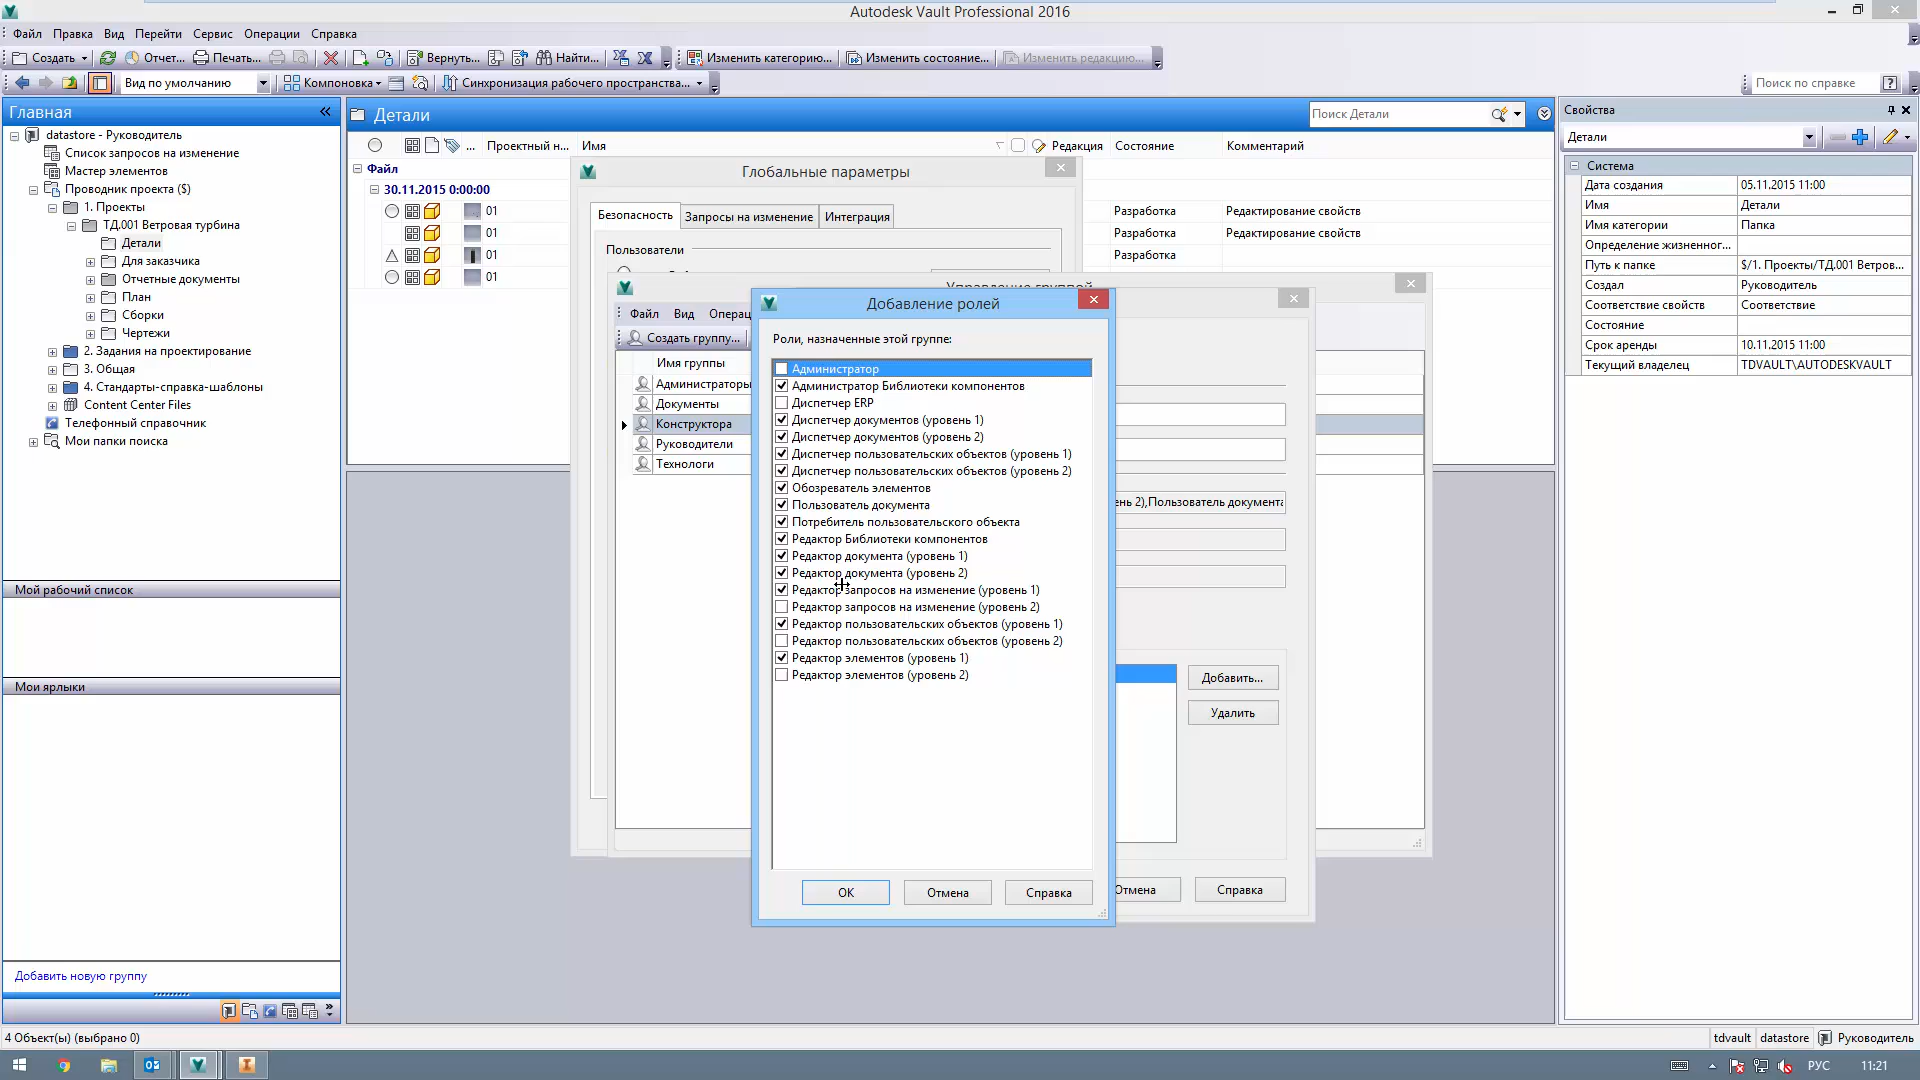 Autodesk Vault Professional 2016
Файл Правка Вид Перейти Сервис Операции Справка
Создать Отчет... Печать... Вернуть... Найти... Изменить категорию... Изменить состояние... Изменить редакцию...
Вид по умолчанию Компоновка Синхронизация рабочего пространства... Поиск по справке
Главная
datastore - Руководитель
Список запросов на изменение
Мастер элементов
Проводник проекта ($)
1. Проекты
ТД.001 Ветровая турбина
Детали
Для заказчика
Отчетные документы
План
Сборки
Чертежи
2. Задания на проектирование
3. Общая
4. Стандарты-справка-шаблоны
Content Center Files
Телефонный справочник
Мои папки поиска
Мой рабочий список
Мои ярлыки
Добавить новую группу
Детали
Поиск Детали
... Проектный н... Имя Редакция Состояние Комментарий
Файл
30.11.2015 0:00:00
01 Разработка Редактирование свойств
01 Разработка Редактирование свойств
01 Разработка
01
Глобальные параметры
Безопасность Запросы на изменение Интеграция
Пользователи
Управление группой
Файл Вид Операц
Создать группу...
Имя группы
Администраторы
Документы
Конструктора
Руководители
Технологи
Добавление ролей
Роли, назначенные этой группе:
Администратор
Администратор Библиотеки компонентов
Диспетчер ERP
Диспетчер документов (уровень 1)
Диспетчер документов (уровень 2)
Диспетчер пользовательских объектов (уровень 1)
Диспетчер пользовательских объектов (уровень 2)
Обозреватель элементов
Пользователь документа
Потребитель пользовательского объекта
Редактор Библиотеки компонентов
Редактор документа (уровень 1)
Редактор документа (уровень 2)
Редактор запросов на изменение (уровень 1)
Редактор запросов на изменение (уровень 2)
Редактор пользовательских объектов (уровень 1)
Редактор пользовательских объектов (уровень 2)
Редактор элементов (уровень 1)
Редактор элементов (уровень 2)
OK Отмена Справка
ень 2),Пользователь документа
Добавить...
Удалить
Отмена Справка
Свойства
Детали
Система
Дата создания 05.11.2015 11:00
Имя Детали
Имя категории Папка
Определение жизненног...
Путь к папке $/1. Проекты/ТД.001 Ветров...
Создал Руководитель
Соответствие свойств Соответствие
Состояние
Срок аренды 10.11.2015 11:00
Текущий владелец TDVAULT\AUTODESKVAULT
4 Объект(ы) (выбрано 0) tdvault datastore Руководитель
РУС 11:21